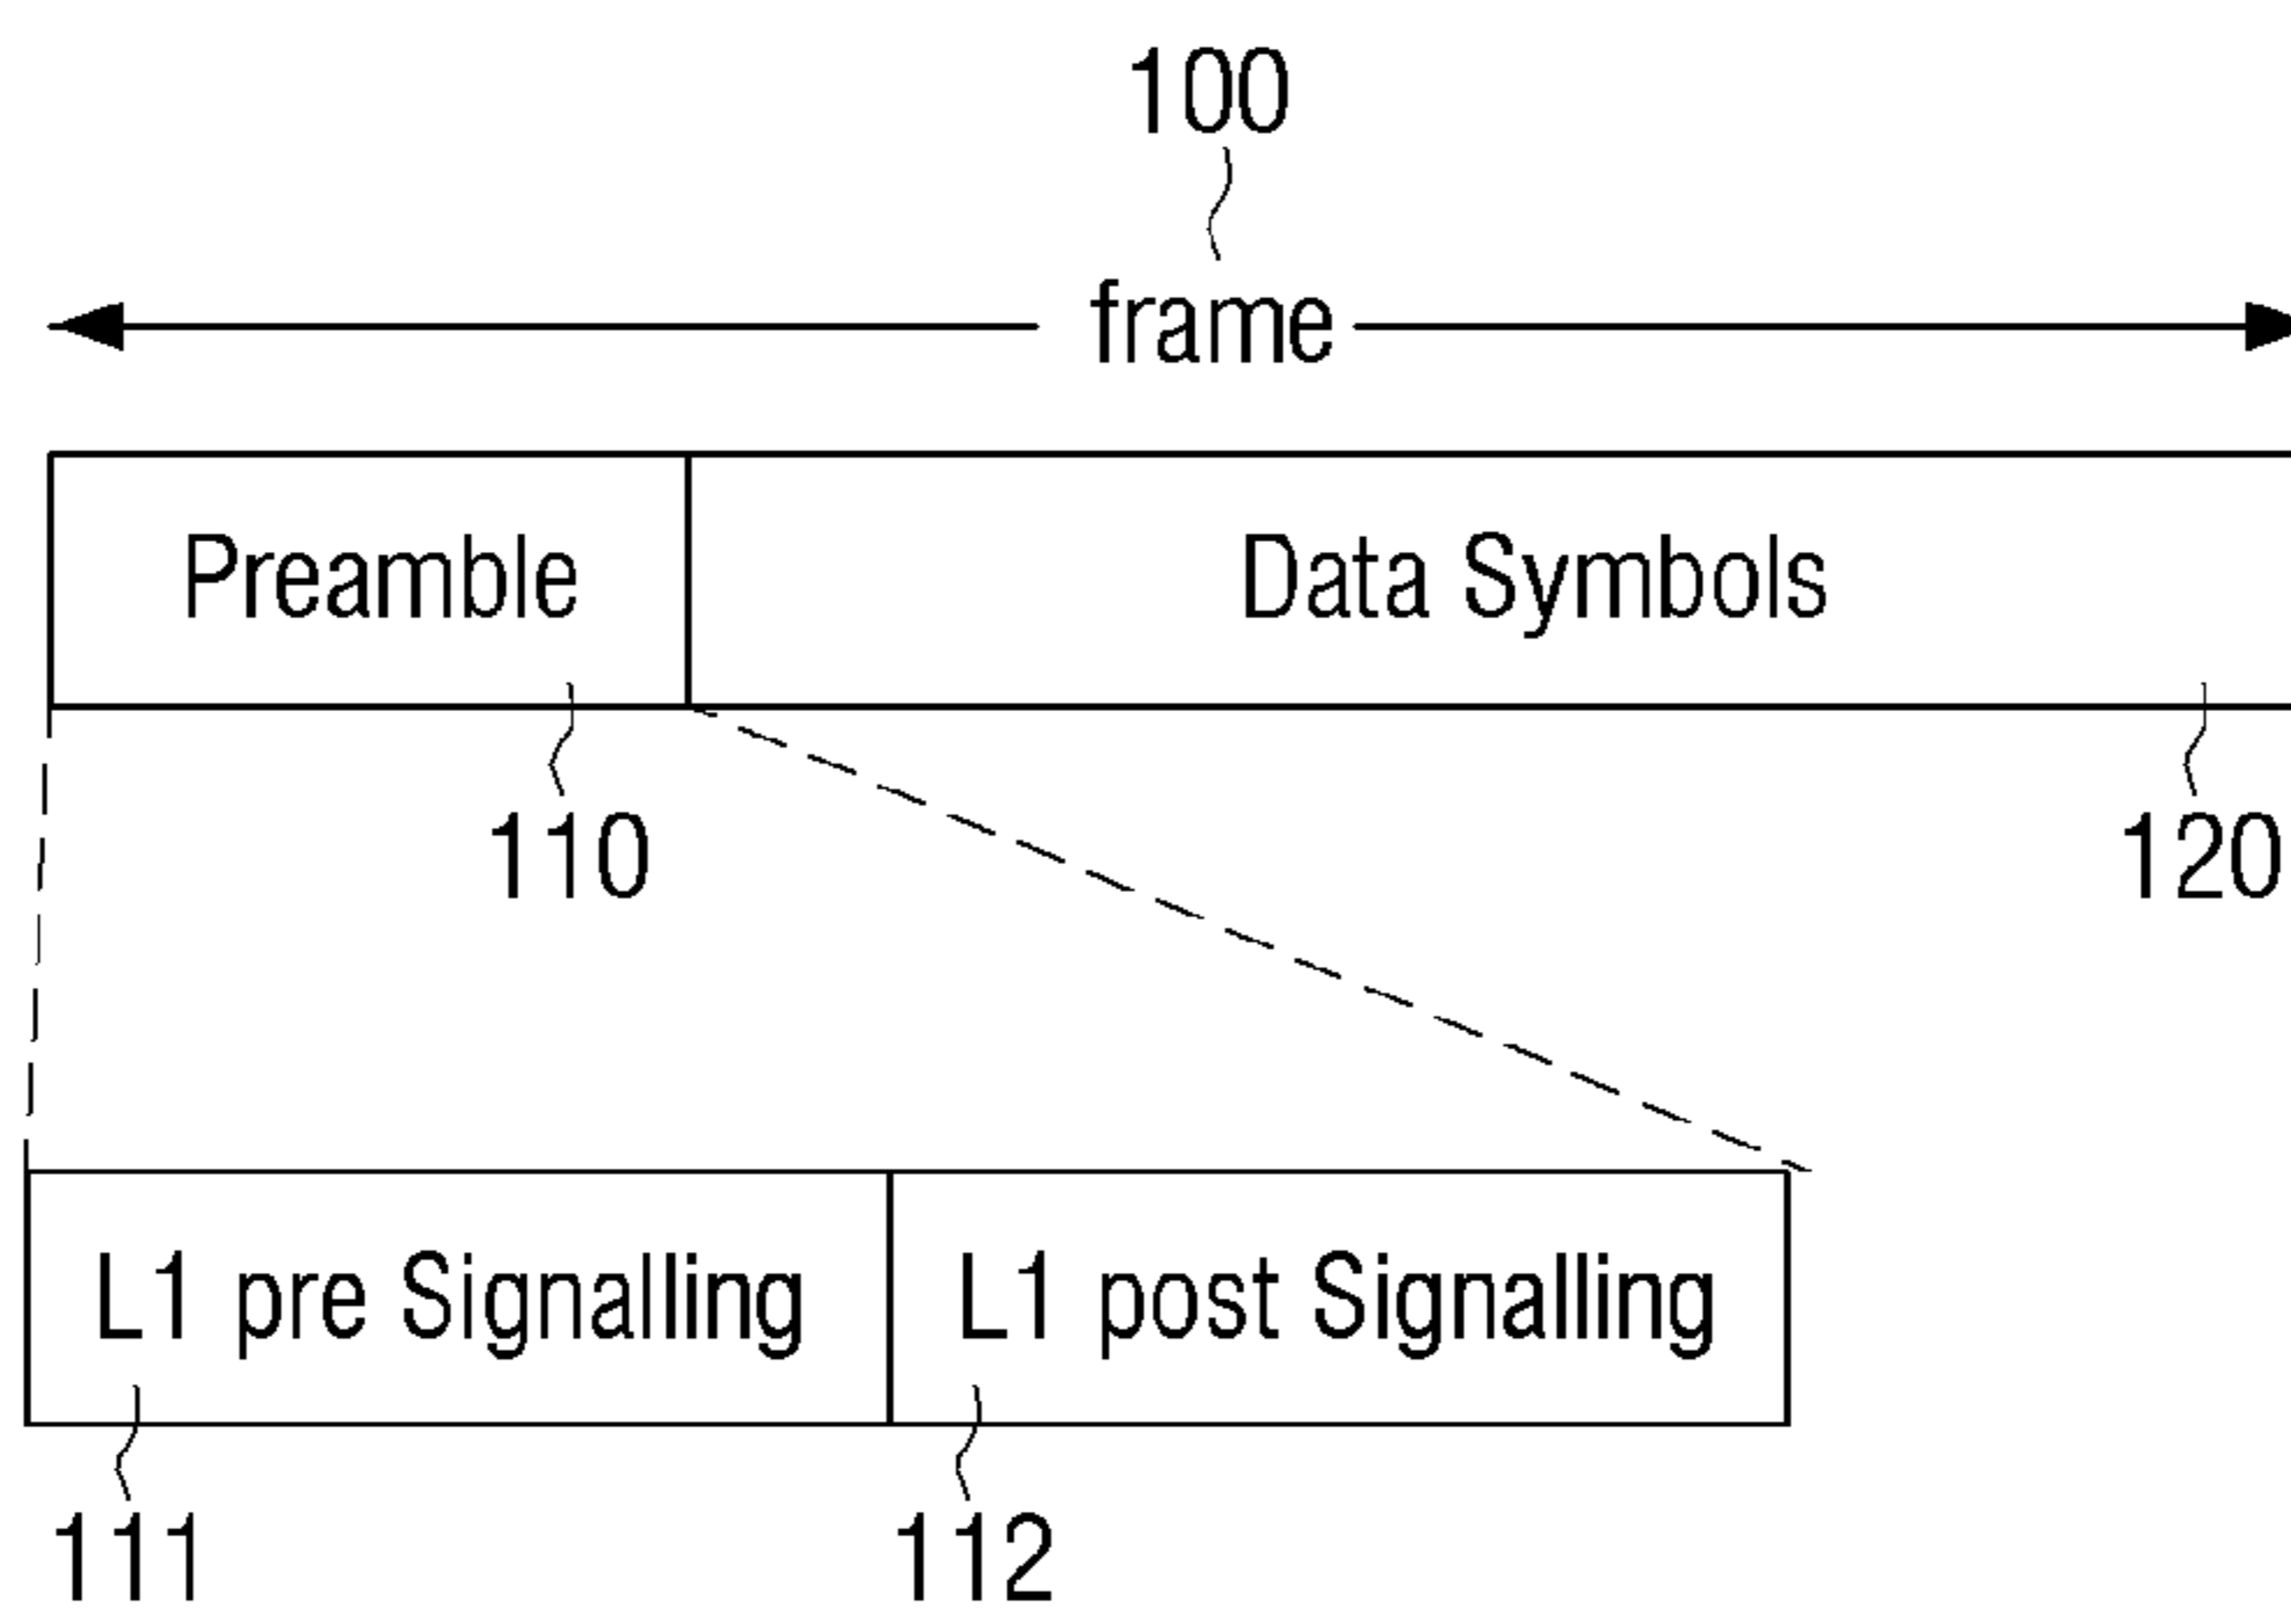 100
frame
Preamble
Data Symbols
110
120
L1 pre Signalling
L1 post Signalling
111
112